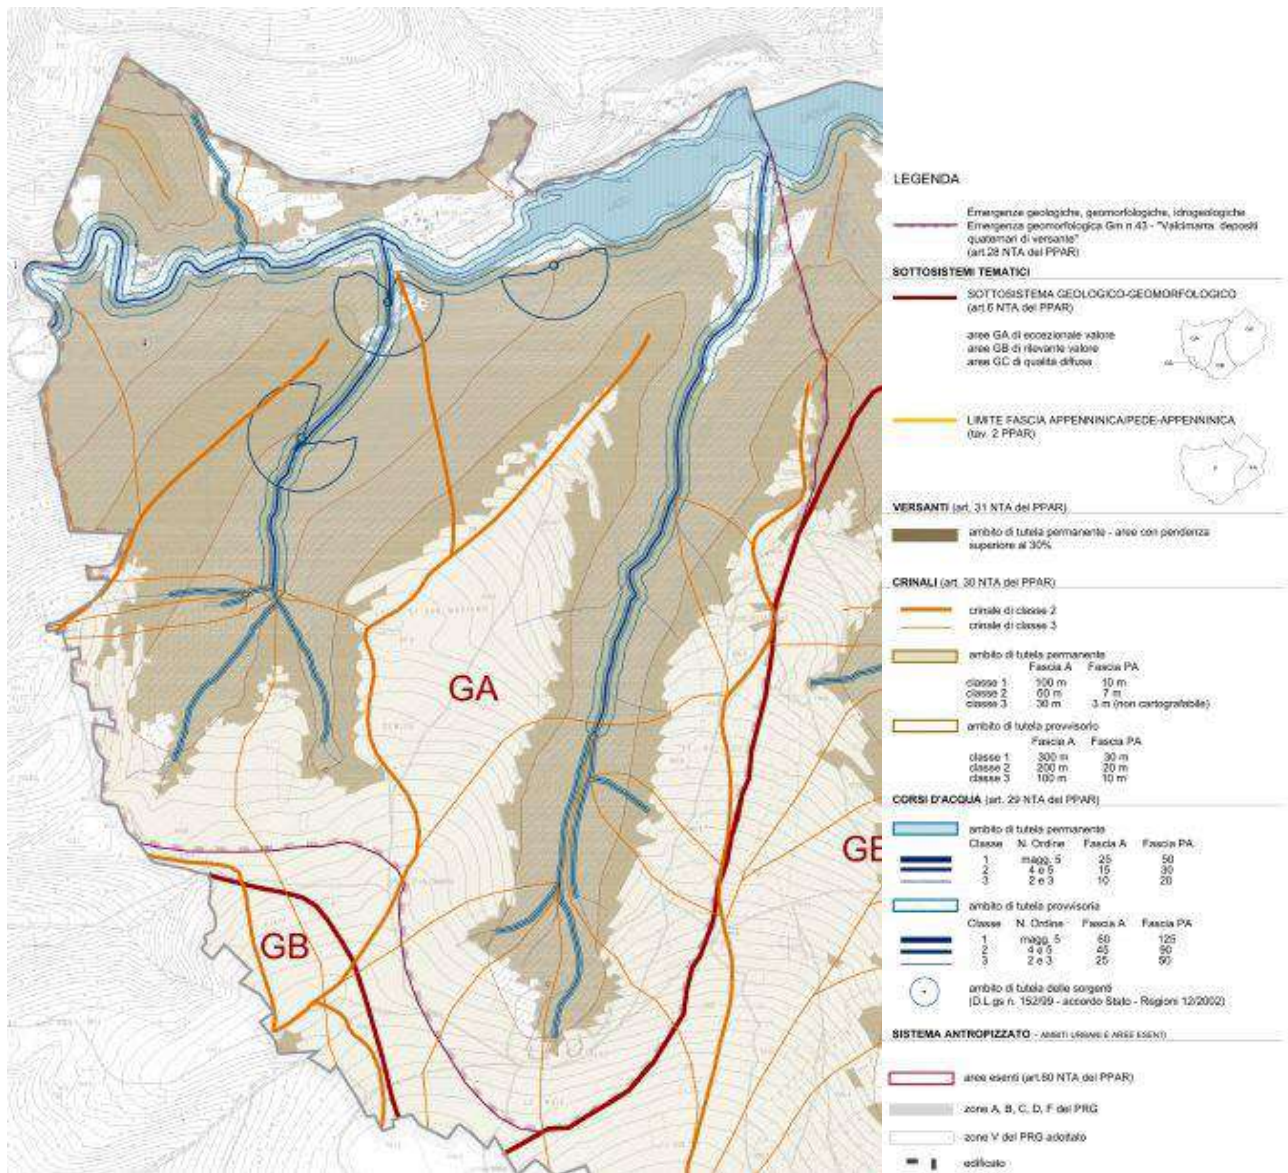 GA
GB
GE
LEGENDA
Emergenze geologiche, geomorfologiche, idrogeologiche
Emergenza geomorfologica Gm n.43 - "Valcimarra: depositi
quaternari di versante"
(art.28 NTA del PPAR)
SOTTOSISTEMI TEMATICI
SOTTOSISTEMA GEOLOGICO-GEOMORFOLOGICO
(art.6 NTA del PPAR)
aree GA di eccezionale valore
aree GB di rilevante valore
aree GC di qualità diffusa
LIMITE FASCIA APPENNINICA/PEDE-APPENNINICA
(tav. 2 PPAR)
VERSANTI (art. 31 NTA del PPAR)
ambito di tutela permanente - aree con pendenza
superiore al 30%
CRINALI (art. 30 NTA del PPAR)
crinale di classe 2
crinale di classe 3
ambito di tutela permanente
Fascia A Fascia PA
classe 1 100 m 10 m
classe 2 60 m 7 m
classe 3 30 m 3 m (non cartografabile)
ambito di tutela provvisorio
Fascia A Fascia PA
classe 1 300 m 30 m
classe 2 200 m 20 m
classe 3 100 m 10 m
CORSI D'ACQUA (art. 29 NTA del PPAR)
ambito di tutela permanente
Classe N. Ordine Fascia A Fascia PA
1 magg. 5 25 50
2 4 e 5 15 30
3 2 e 3 10 20
ambito di tutela provvisoria
Classe N. Ordine Fascia A Fascia PA
1 magg. 5 60 125
2 4 e 5 45 90
3 2 e 3 25 50
ambito di tutela delle sorgenti
(D.L.gs n. 152/99 - accordo Stato - Regioni 12/2002)
SISTEMA ANTROPIZZATO - AMBITI URBANI E AREE ESENTI
aree esenti (art.60 NTA del PPAR)
zone A, B, C, D, F del PRG
zone V del PRG adottato
edificato